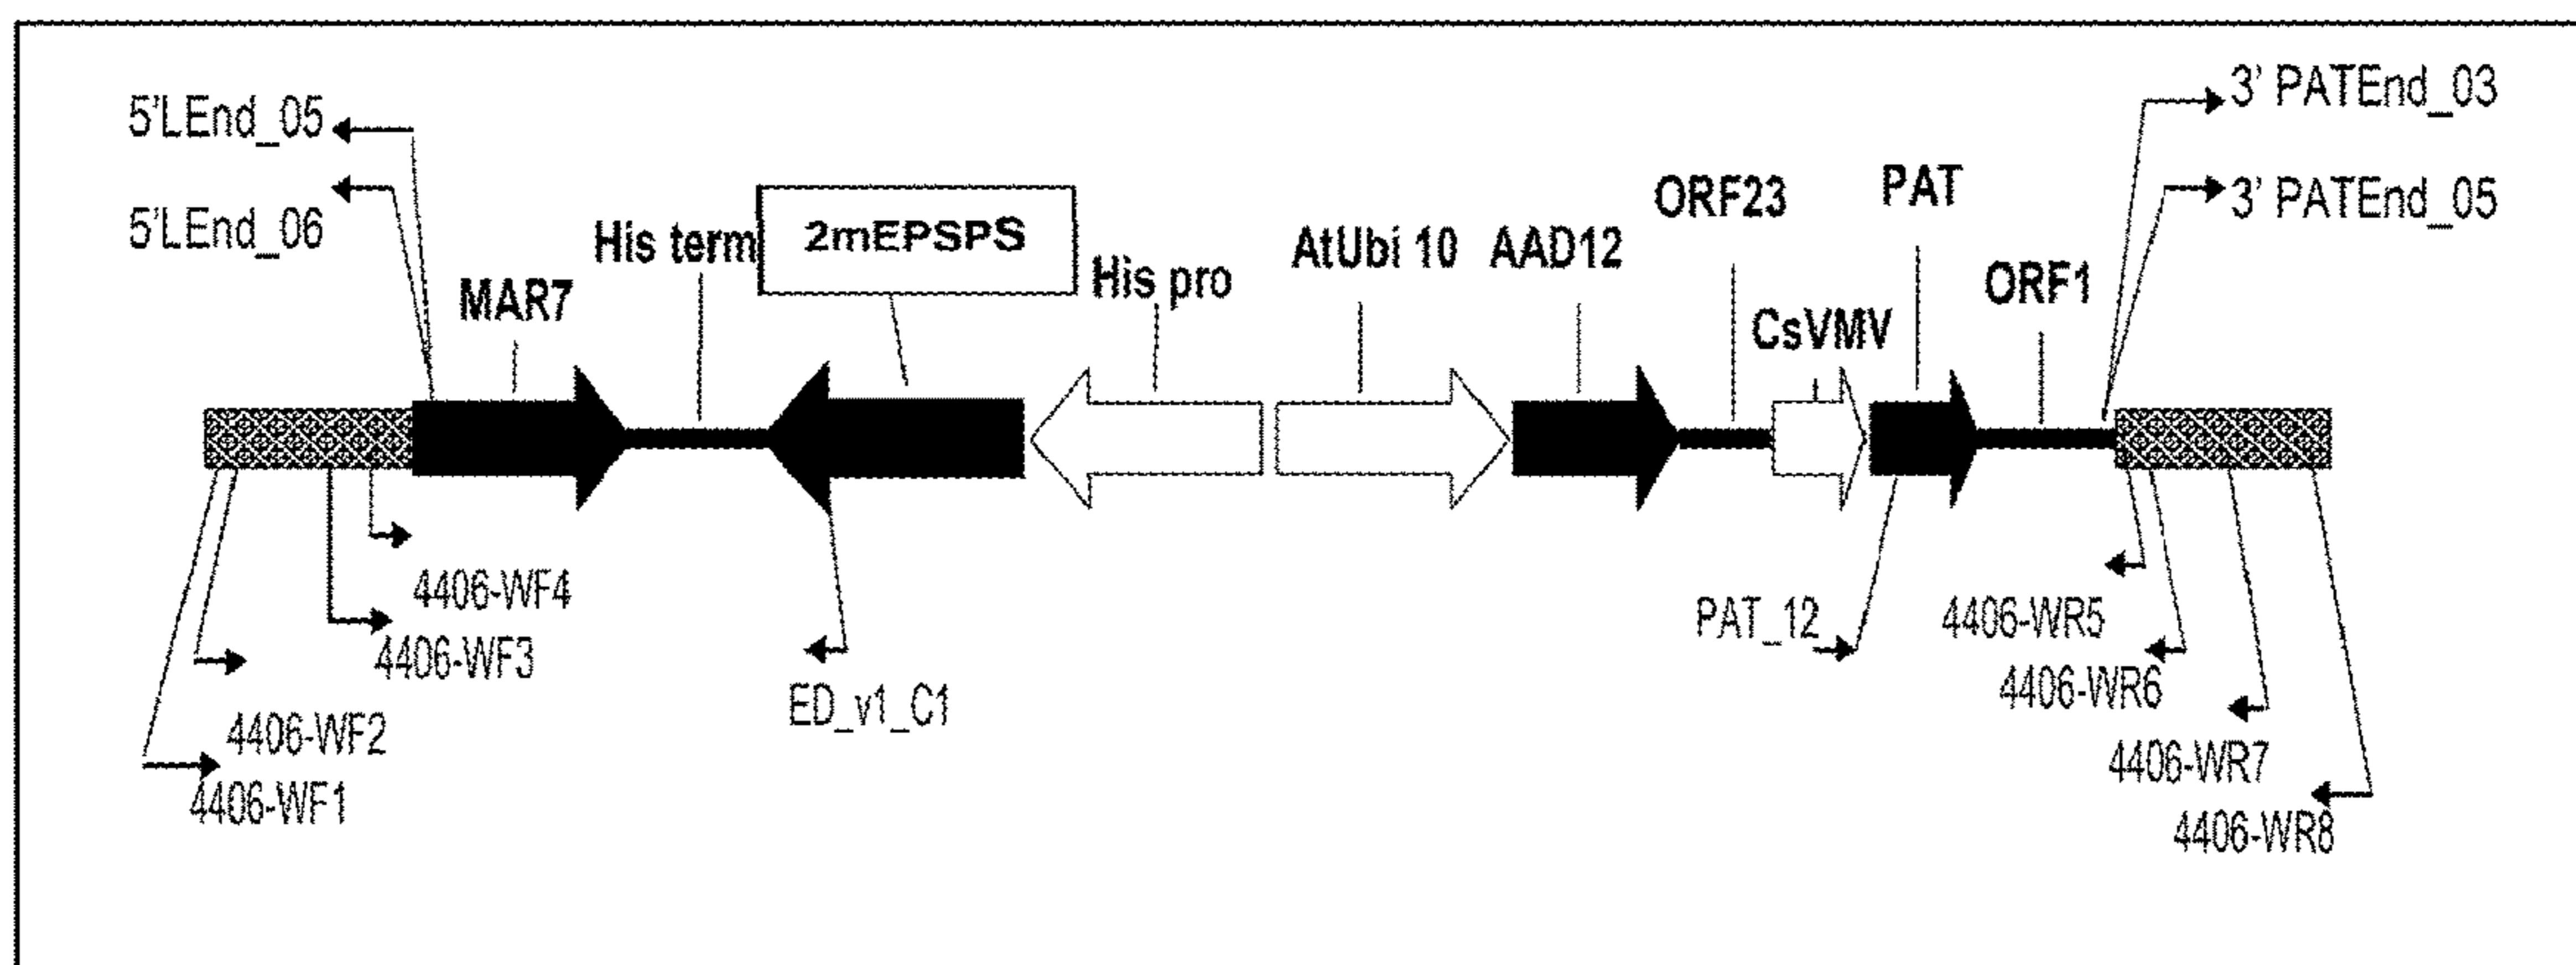 5'LEnd_05
5'LEnd_06
MAR7
His term
2mEPSPS
His pro
AtUbi 10
AAD12
ORF23
CsVMV
PAT
ORF1
3' PATEnd_03
3' PATEnd_05
4406-WF4
4406-WF3
4406-WF2
4406-WF1
ED_v1_C1
PAT_12
4406-WR5
4406-WR6
4406-WR7
4406-WR8